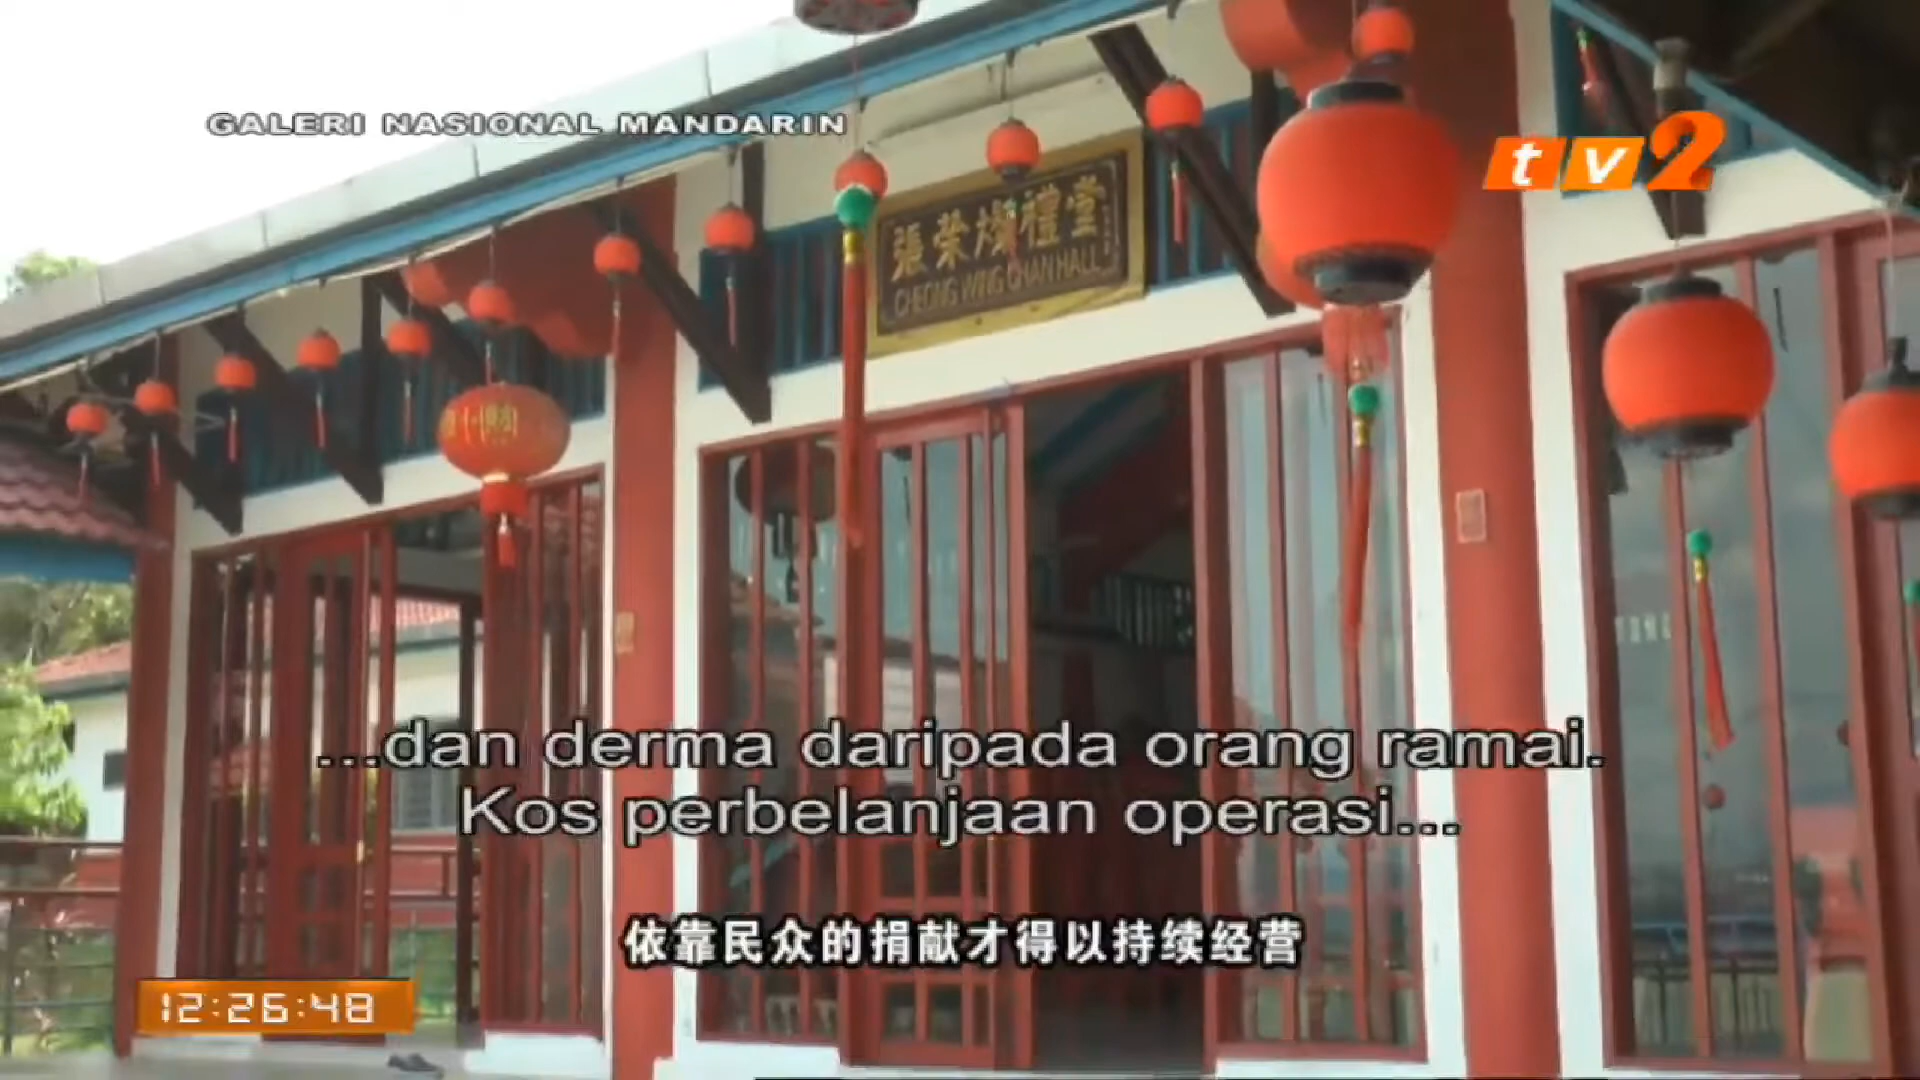 GALERI NASIONAL MANDARIN
tv2
張榮燦禮堂
CHEONG WING CHAN HALL
...dan derma daripada orang ramai.
Kos perbelanjaan operasi...
依靠民众的捐献才得以持续经营
12:26:48